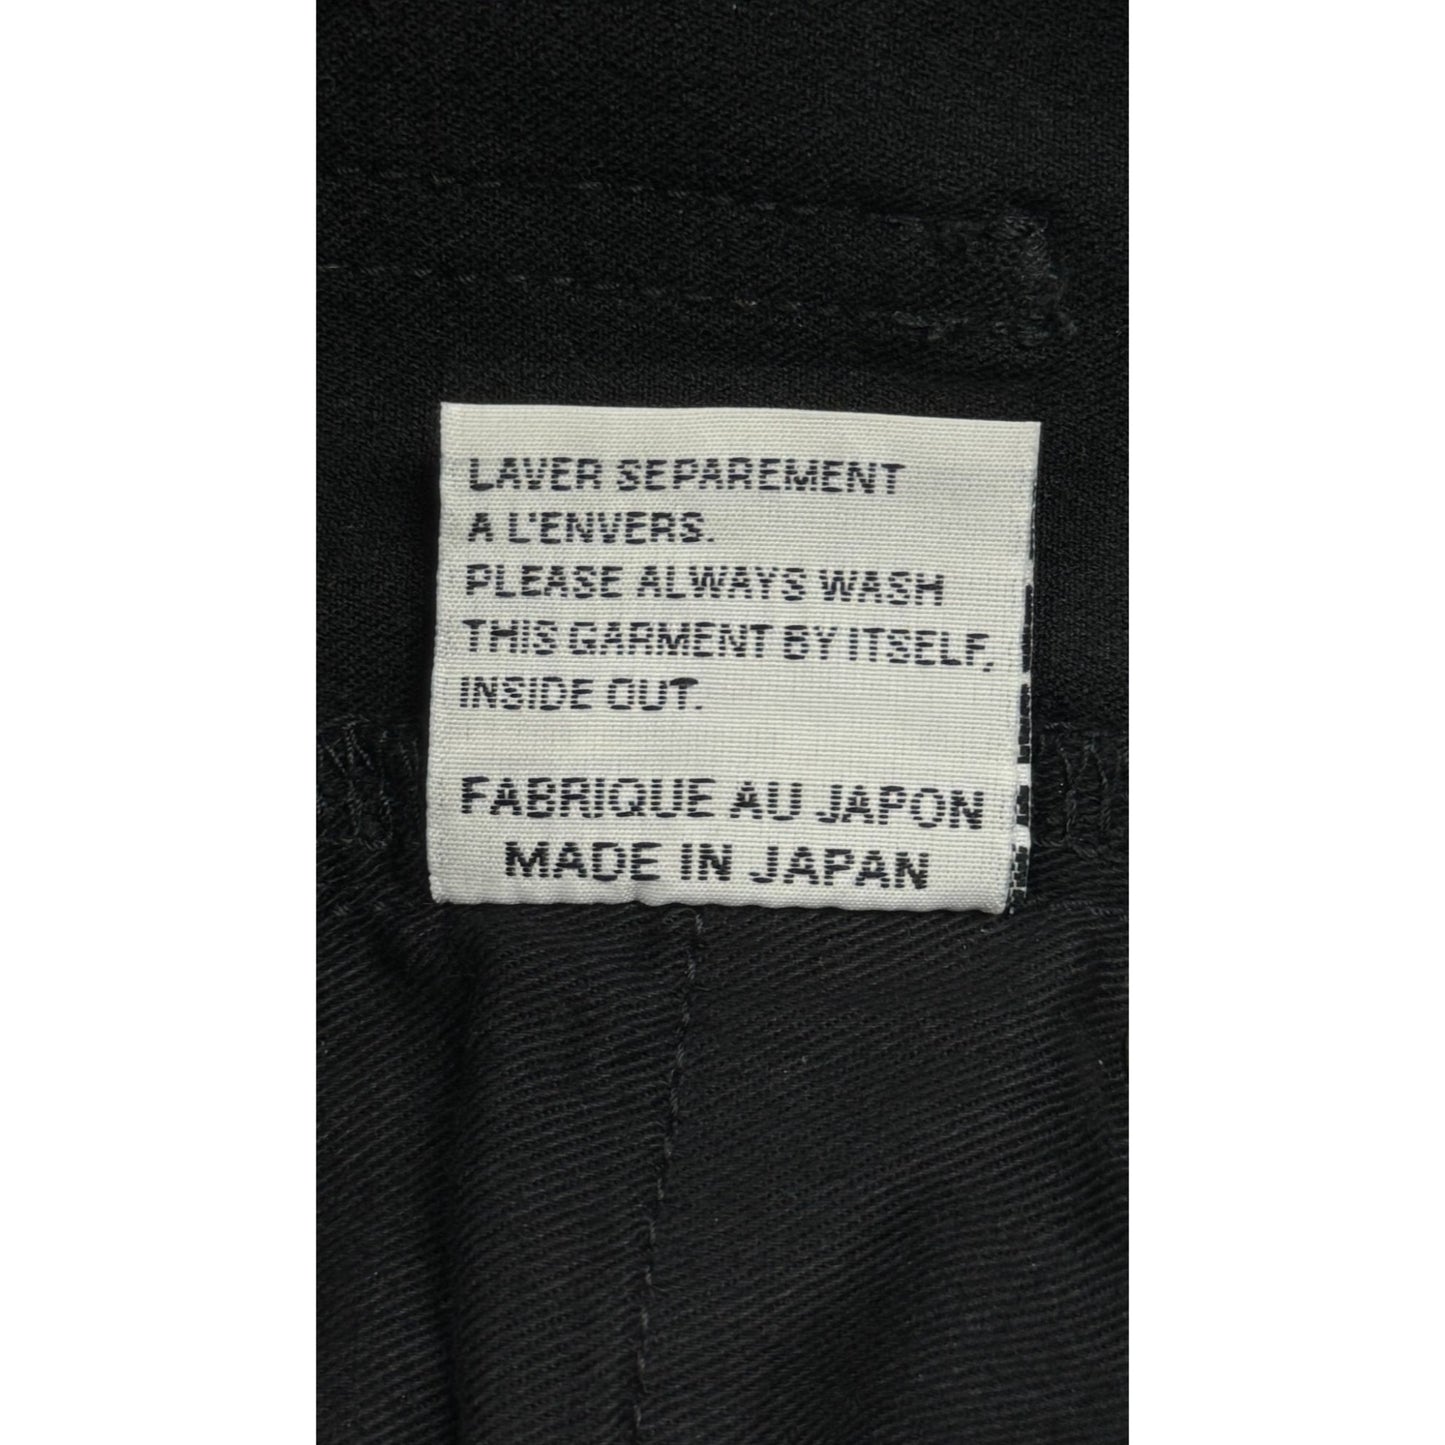 LAVER SEPAREMENT
A L'ENVERS.
PLEASE ALWAYS WASH
THIS GARMENT BY ITSELF,
INSIDE OUT.
FABRIQUE AU JAPON
MADE IN JAPAN